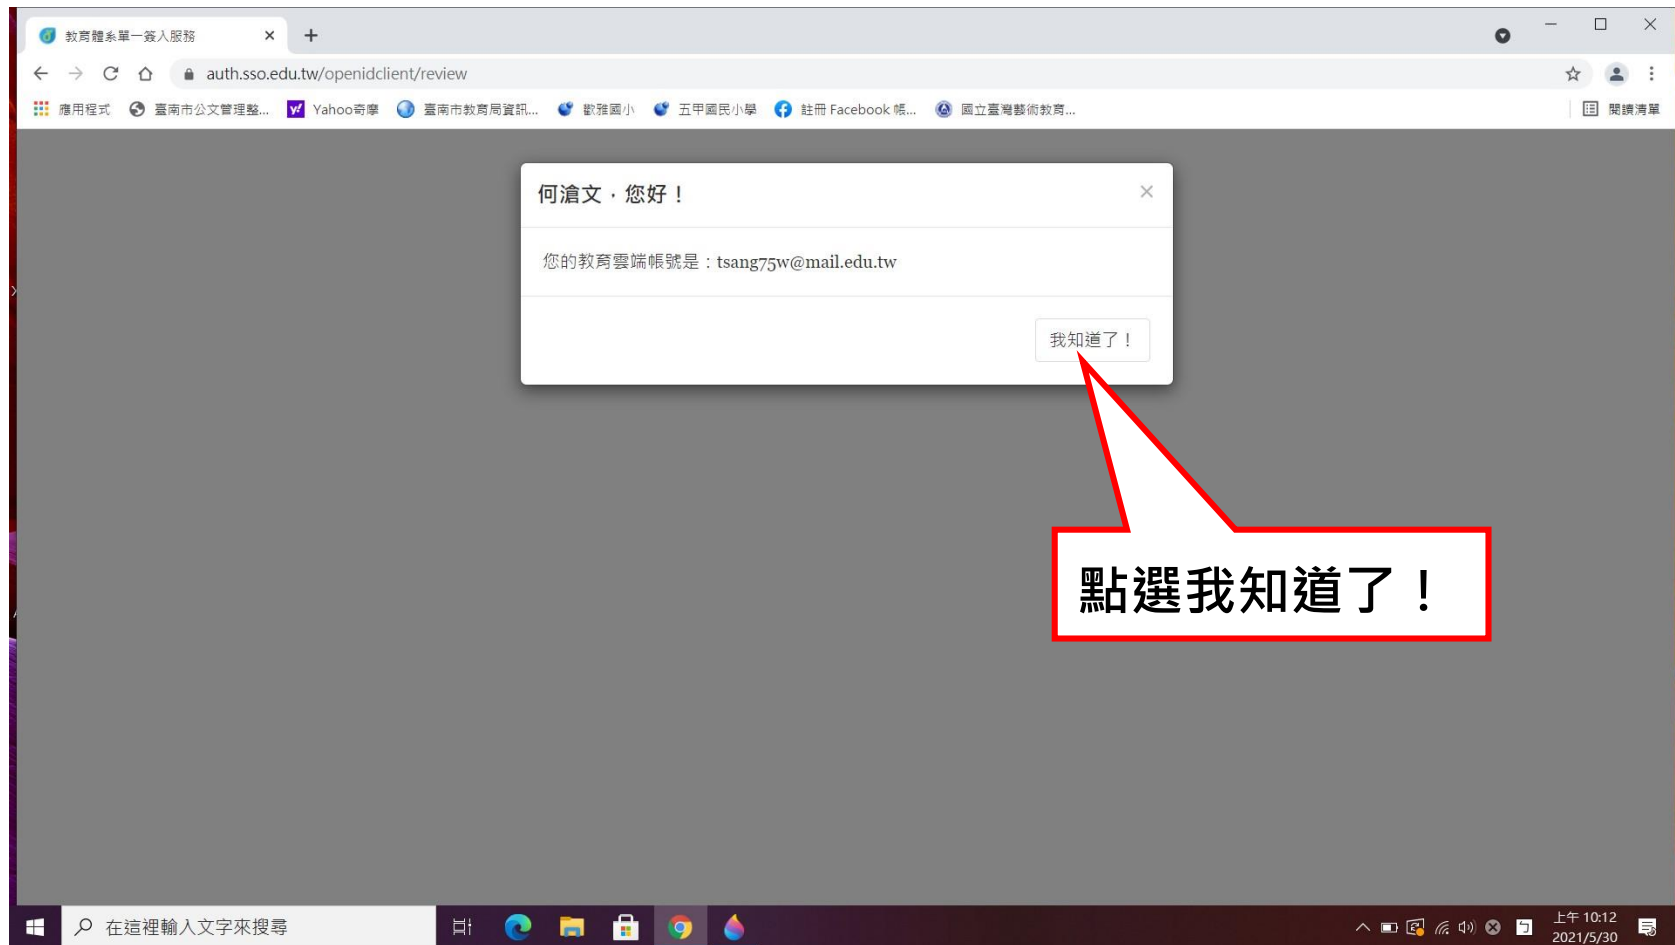 教育體系單一簽入服務
auth.sso.edu.tw/openidclient/review
應用程式 臺南市公文管理整... Yahoo奇摩 臺南市教育局資訊... 歡雅國小 五甲國民小學 註冊 Facebook 帳... 國立臺灣藝術教育... 閱讀清單
何滄文，您好！
您的教育雲端帳號是：tsang75w@mail.edu.tw
我知道了！
點選我知道了！
在這裡輸入文字來搜尋
上午 10:12
2021/5/30